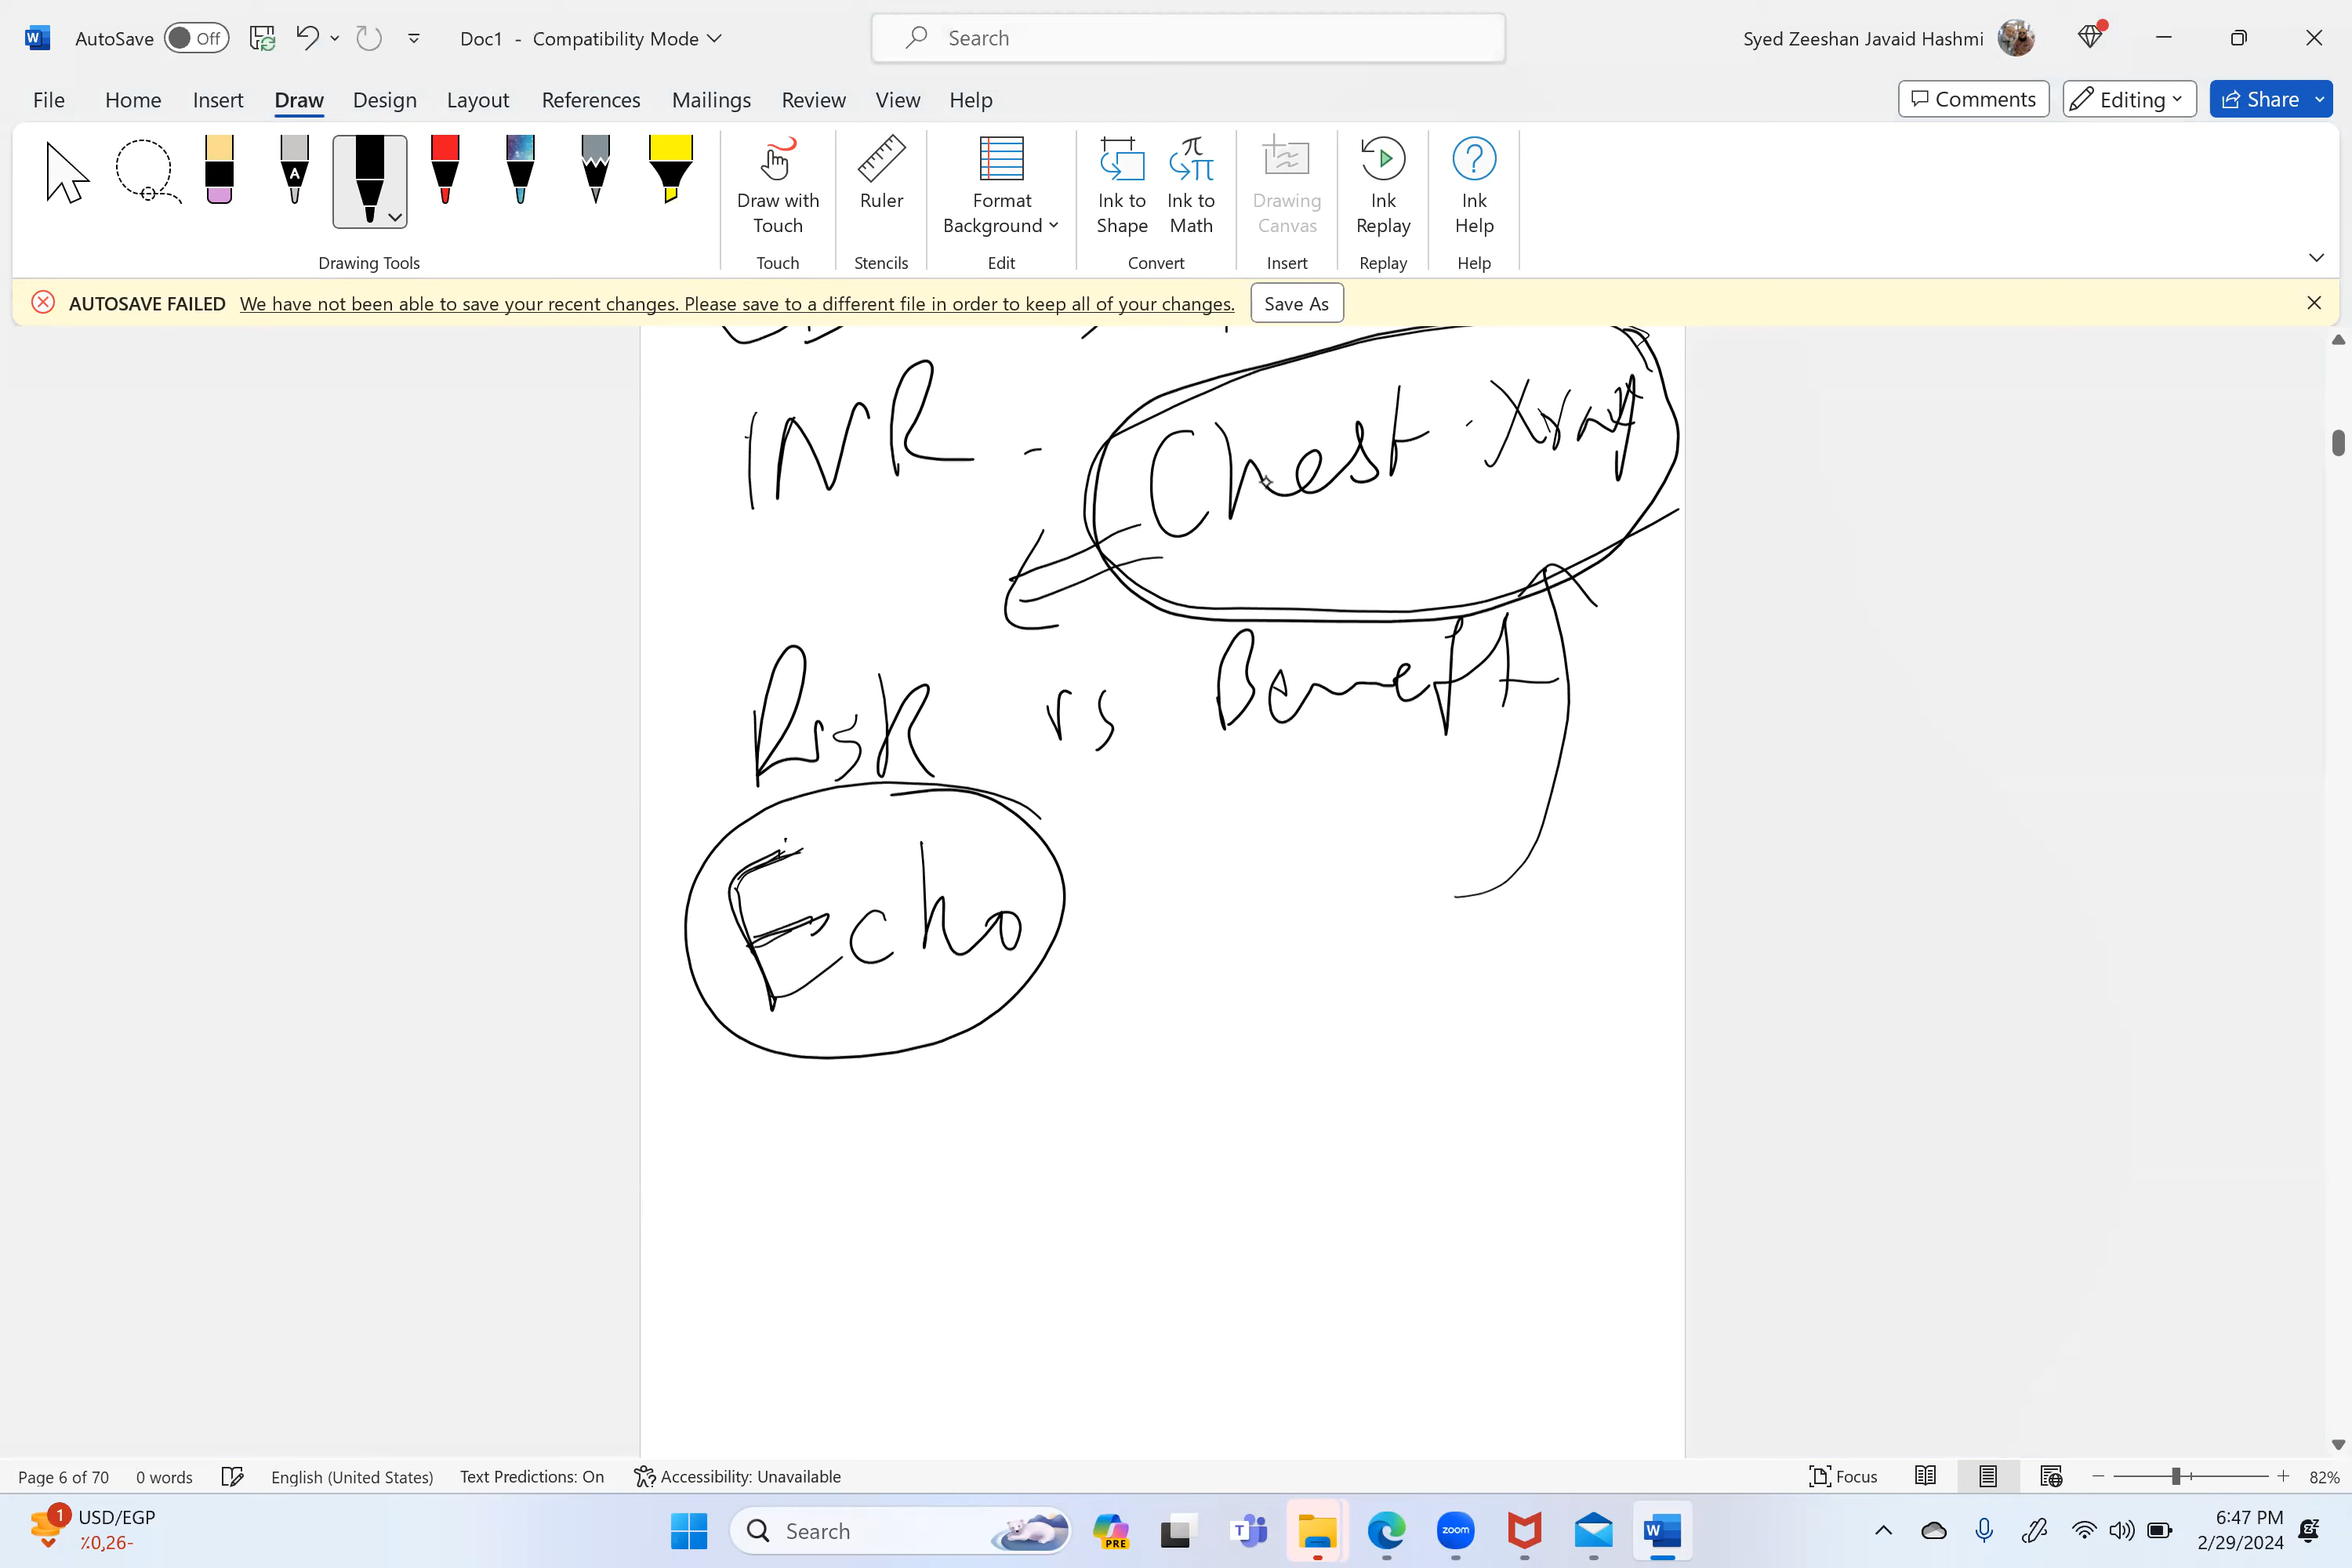 AutoSave Off Doc1 - Compatibility Mode Search Syed Zeeshan Javaid Hashmi
File Home Insert Draw Design Layout References Mailings Review View Help Comments Editing Share
A
Draw with Touch Ruler Format Background Ink to Shape Ink to Math Drawing Canvas Ink Replay Ink Help
Drawing Tools Touch Stencils Edit Convert Insert Replay Help
AUTOSAVE FAILED We have not been able to save your recent changes. Please save to a different file in order to keep all of your changes. Save As
INR - Chest-Xray
Risk vs Benefit
Echo
Page 6 of 70 0 words English (United States) Text Predictions: On Accessibility: Unavailable Focus 82%
1 USD/EGP
٪0,26-
Search PRE T zoom W 6:47 PM
2/29/2024